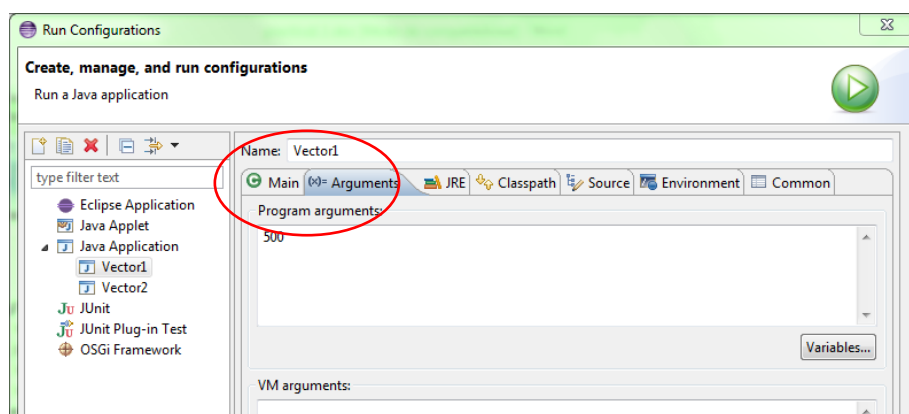 Run Configurations
Create, manage, and run configurations
Run a Java application
type filter text
Eclipse Application
Java Applet
Java Application
Vector1
Vector2
JUnit
JUnit Plug-in Test
OSGi Framework
Name: Vector1
Main (x)= Arguments JRE Classpath Source Environment Common
Program arguments:
500
Variables...
VM arguments: